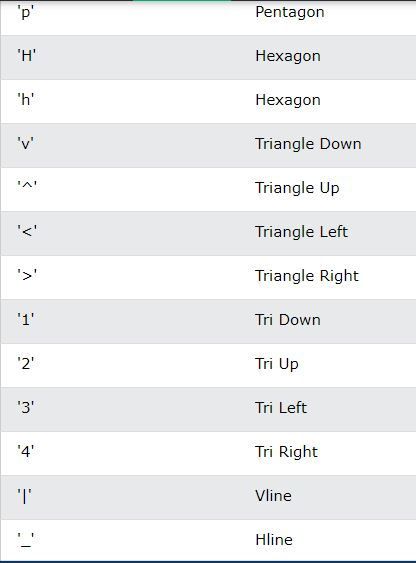 'p' Pentagon
'H' Hexagon
'h' Hexagon
'v' Triangle Down
'^' Triangle Up
'<' Triangle Left
'>' Triangle Right
'1' Tri Down
'2' Tri Up
'3' Tri Left
'4' Tri Right
'|' Vline
'_' Hline